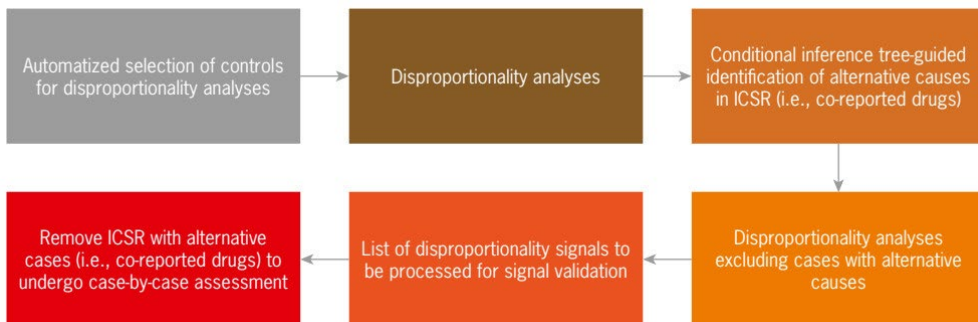 Automatized selection of controls
for disproportionality analyses
Disproportionality analyses
Conditional inference tree-guided
identification of alternative causes
in ICSR (i.e., co-reported drugs)
Disproportionality analyses
excluding cases with alternative
causes
List of disproportionality signals to
be processed for signal validation
Remove ICSR with alternative
cases (i.e., co-reported drugs) to
undergo case-by-case assessment